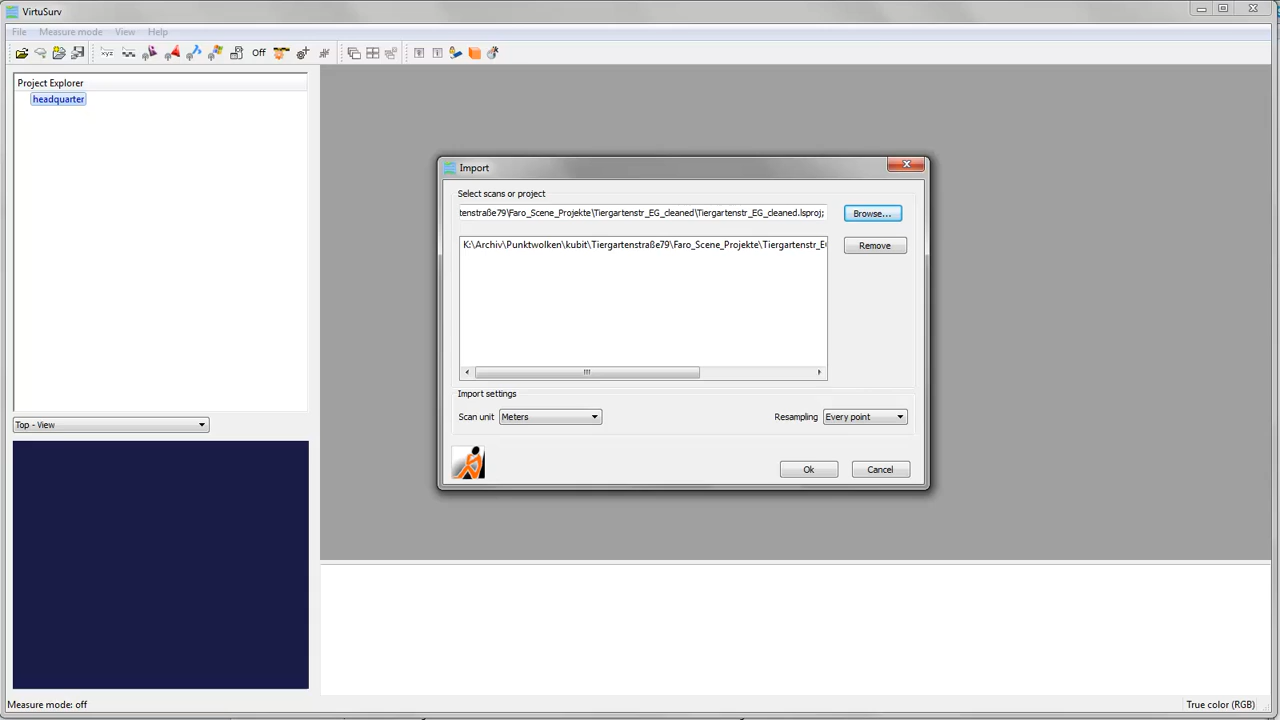 VirtuSurv
File Measure mode View Help
xyz Off
Project Explorer
headquarter
Import
Select scans or project
tenstraße79\Faro_Scene_Projekte\Tiergartenstr_EG_cleaned\Tiergartenstr_EG_cleaned.lsproj;
Browse...
K:\Archiv\Punktwolken\kubit\Tiergartenstraße79\Faro_Scene_Projekte\Tiergartenstr_E
Remove
Import settings
Scan unit Meters Resampling Every point
Top - View
Ok Cancel
Measure mode: off True color (RGB)